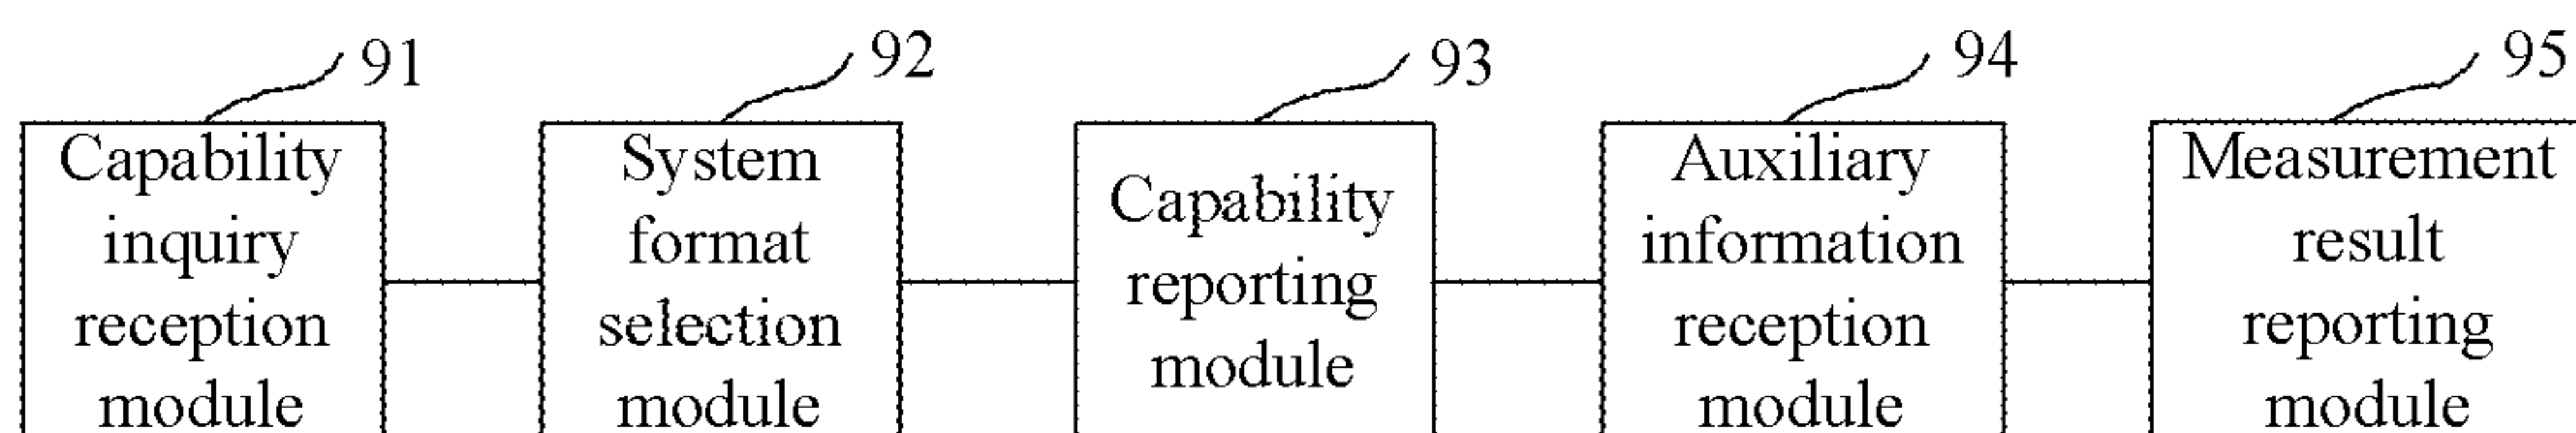 91
92
93
94
95
Capability
inquiry
reception
module
System
format
selection
module
Capability
reporting
module
Auxiliary
information
reception
module
Measurement
result
reporting
module